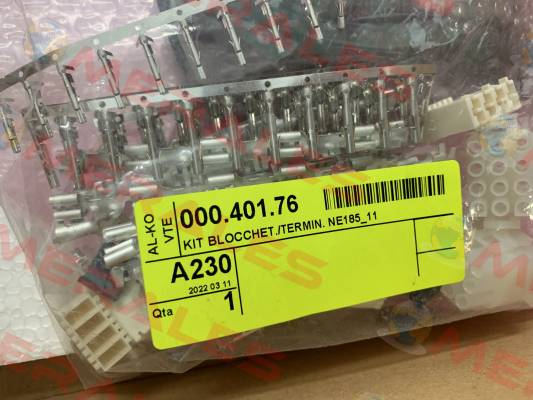 AL-KO
VTE
000.401.76
KIT BLOCCHET./TERMIN. NE185_11
A230
2022 03 11
Qta
1